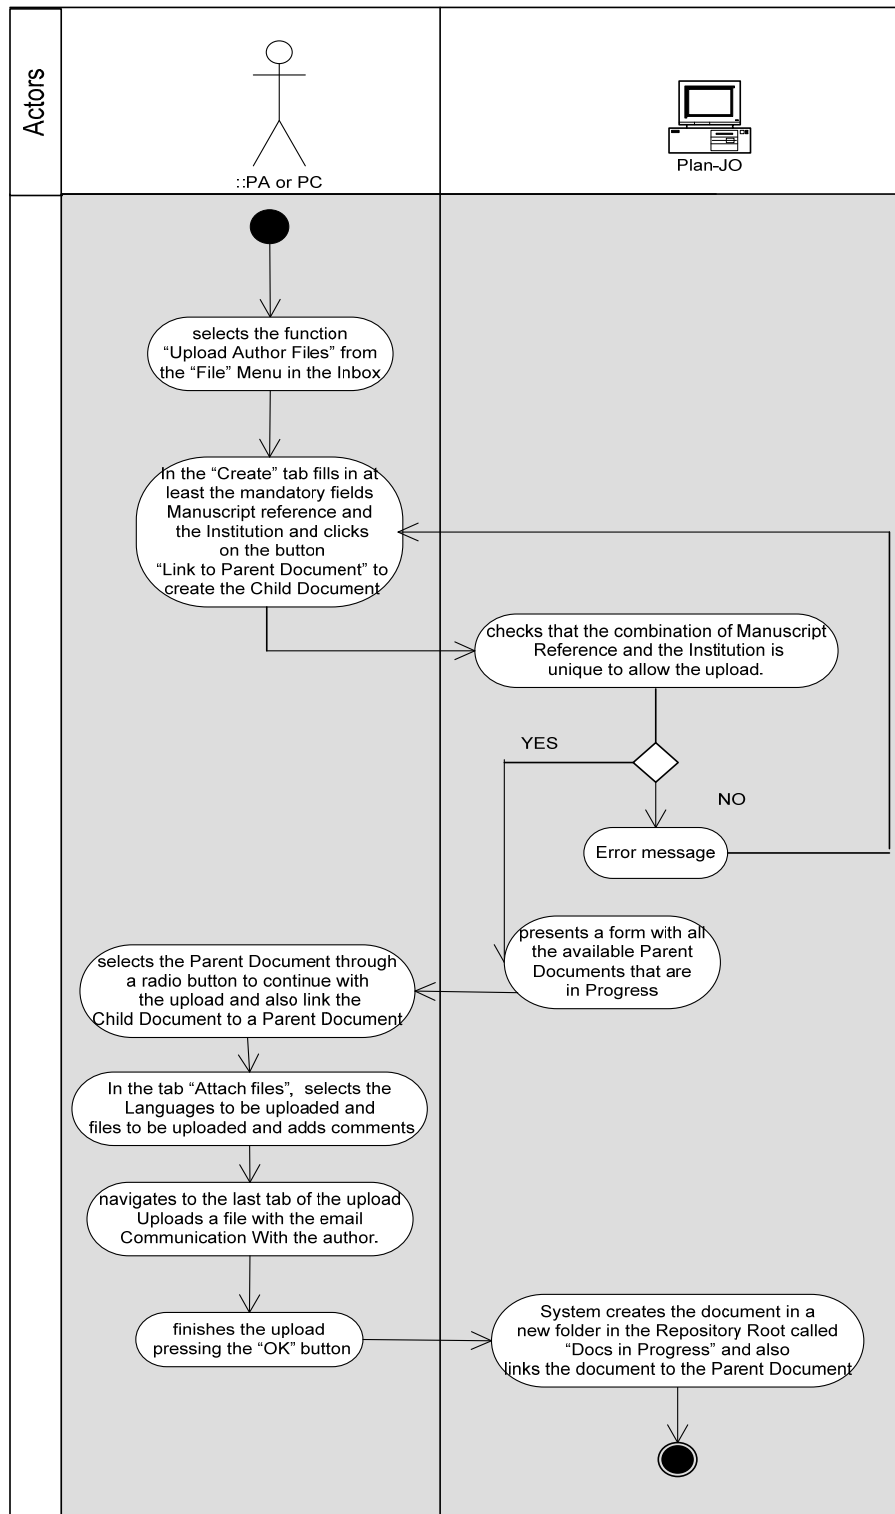 Actors
::PA or PC
Plan-JO
selects the function
“Upload Author Files” from
the “File” Menu in the Inbox
In the “Create” tab fills in at
least the mandatory fields
Manuscript reference and
the Institution and clicks
on the button
“Link to Parent Document” to
create the Child Document
checks that the combination of Manuscript
Reference and the Institution is
unique to allow the upload.
YES
NO
Error message
presents a form with all
the available Parent
Documents that are
in Progress
selects the Parent Document through
a radio button to continue with
the upload and also link the
Child Document to a Parent Document
In the tab “Attach files”, selects the
Languages to be uploaded and
files to be uploaded and adds comments
navigates to the last tab of the upload
Uploads a file with the email
Communication With the author.
finishes the upload
pressing the “OK” button
System creates the document in a
new folder in the Repository Root called
“Docs in Progress” and also
links the document to the Parent Document